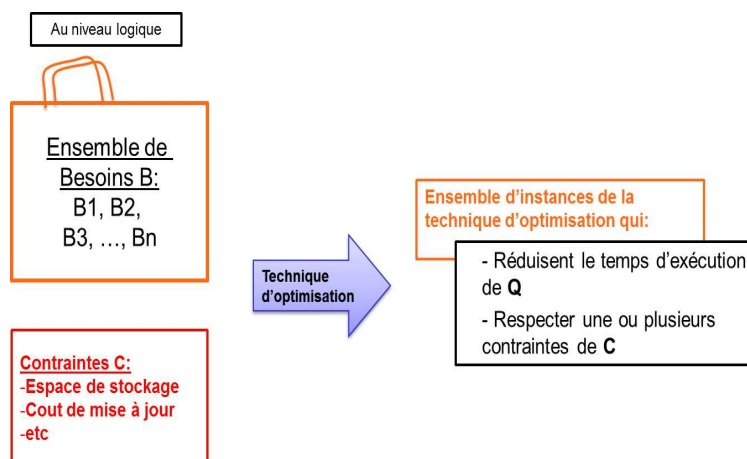 Au niveau logique
Ensemble de
Besoins B:
B1, B2,
B3, …, Bn
Contraintes C:
-Espace de stockage
-Cout de mise à jour
-etc
Technique
d'optimisation
Ensemble d'instances de la
technique d'optimisation qui:
- Réduisent le temps d'exécution
de Q
- Respecter une ou plusieurs
contraintes de C